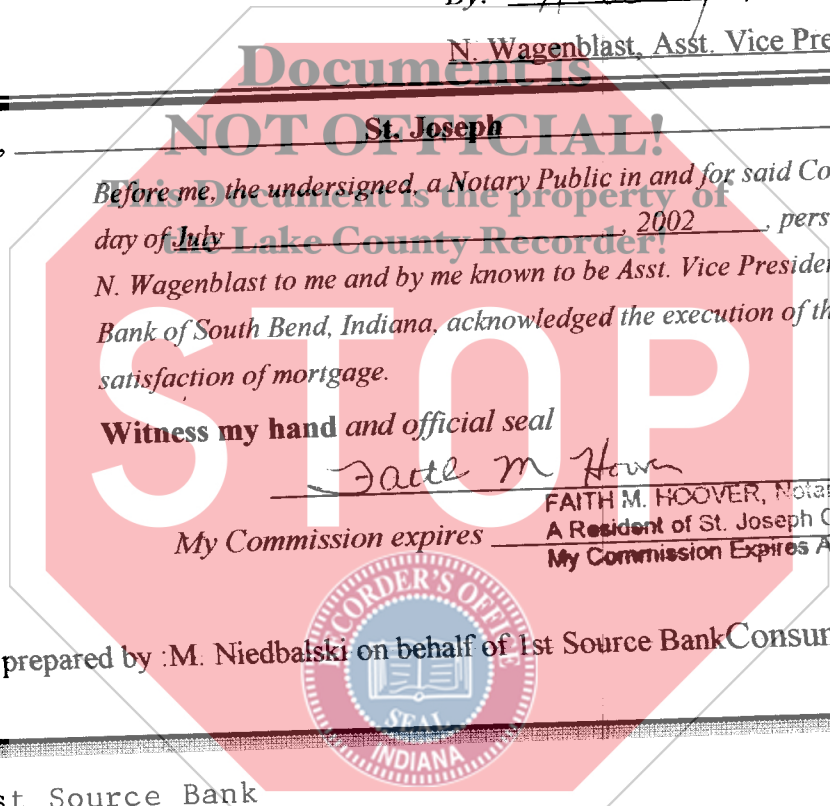 By:
N. Wagenblast, Asst. Vice Pre
Document is
NOT OFFICIAL!
This Document is the property of
the Lake County Recorder!
St. Joseph
Before me, the undersigned, a Notary Public in and for said Co
day of July, 2002, pers
N. Wagenblast to me and by me known to be Asst. Vice Presiden
Bank of South Bend, Indiana, acknowledged the execution of th
satisfaction of mortgage.
Witness my hand and official seal
STOP
Faith M Hoover
FAITH M. HOOVER, Notar
A Resident of St. Joseph C
My Commission expires
My Commission Expires A
RECORDER'S OFFICE
SEAL
INDIANA
prepared by :M. Niedbalski on behalf of 1st Source BankConsum
st Source Bank